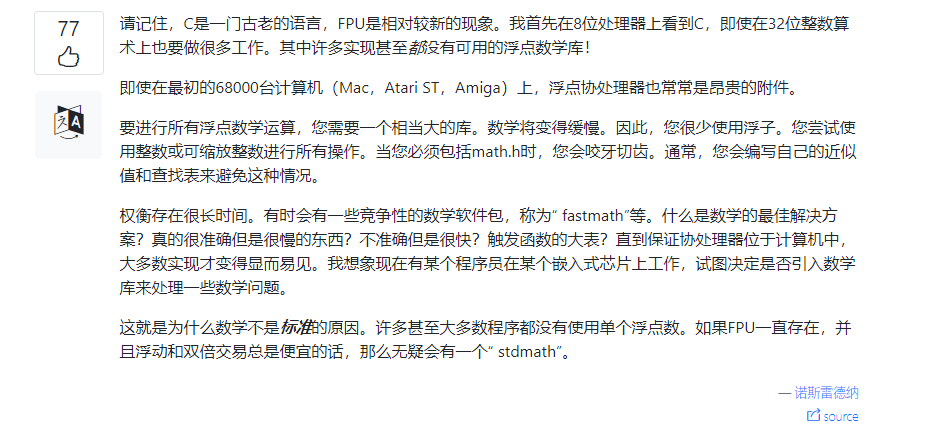 77
请记住，C是一门古老的语言，FPU是相对较新的现象。我首先在8位处理器上看到C，即使在32位整数算
术上也要做很多工作。其中许多实现甚至都没有可用的浮点数学库！
即使在最初的68000台计算机（Mac，Atari ST，Amiga）上，浮点协处理器也常常是昂贵的附件。
要进行所有浮点数学运算，您需要一个相当大的库。数学将变得缓慢。因此，您很少使用浮子。您尝试使
用整数或可缩放整数进行所有操作。当您必须包括math.h时，您会咬牙切齿。通常，您会编写自己的近似
值和查找表来避免这种情况。
权衡存在很长时间。有时会有一些竞争性的数学软件包，称为“ fastmath”等。什么是数学的最佳解决方
案？真的很准确但是很慢的东西？不准确但是很快？触发函数的大表？直到保证协处理器位于计算机中，
大多数实现才变得显而易见。我想象现在有某个程序员在某个嵌入式芯片上工作，试图决定是否引入数学
库来处理一些数学问题。
这就是为什么数学不是标准的原因。许多甚至大多数程序都没有使用单个浮点数。如果FPU一直存在，并
且浮动和双倍交易总是便宜的话，那么无疑会有一个“ stdmath”。
— 诺斯雷德纳
source